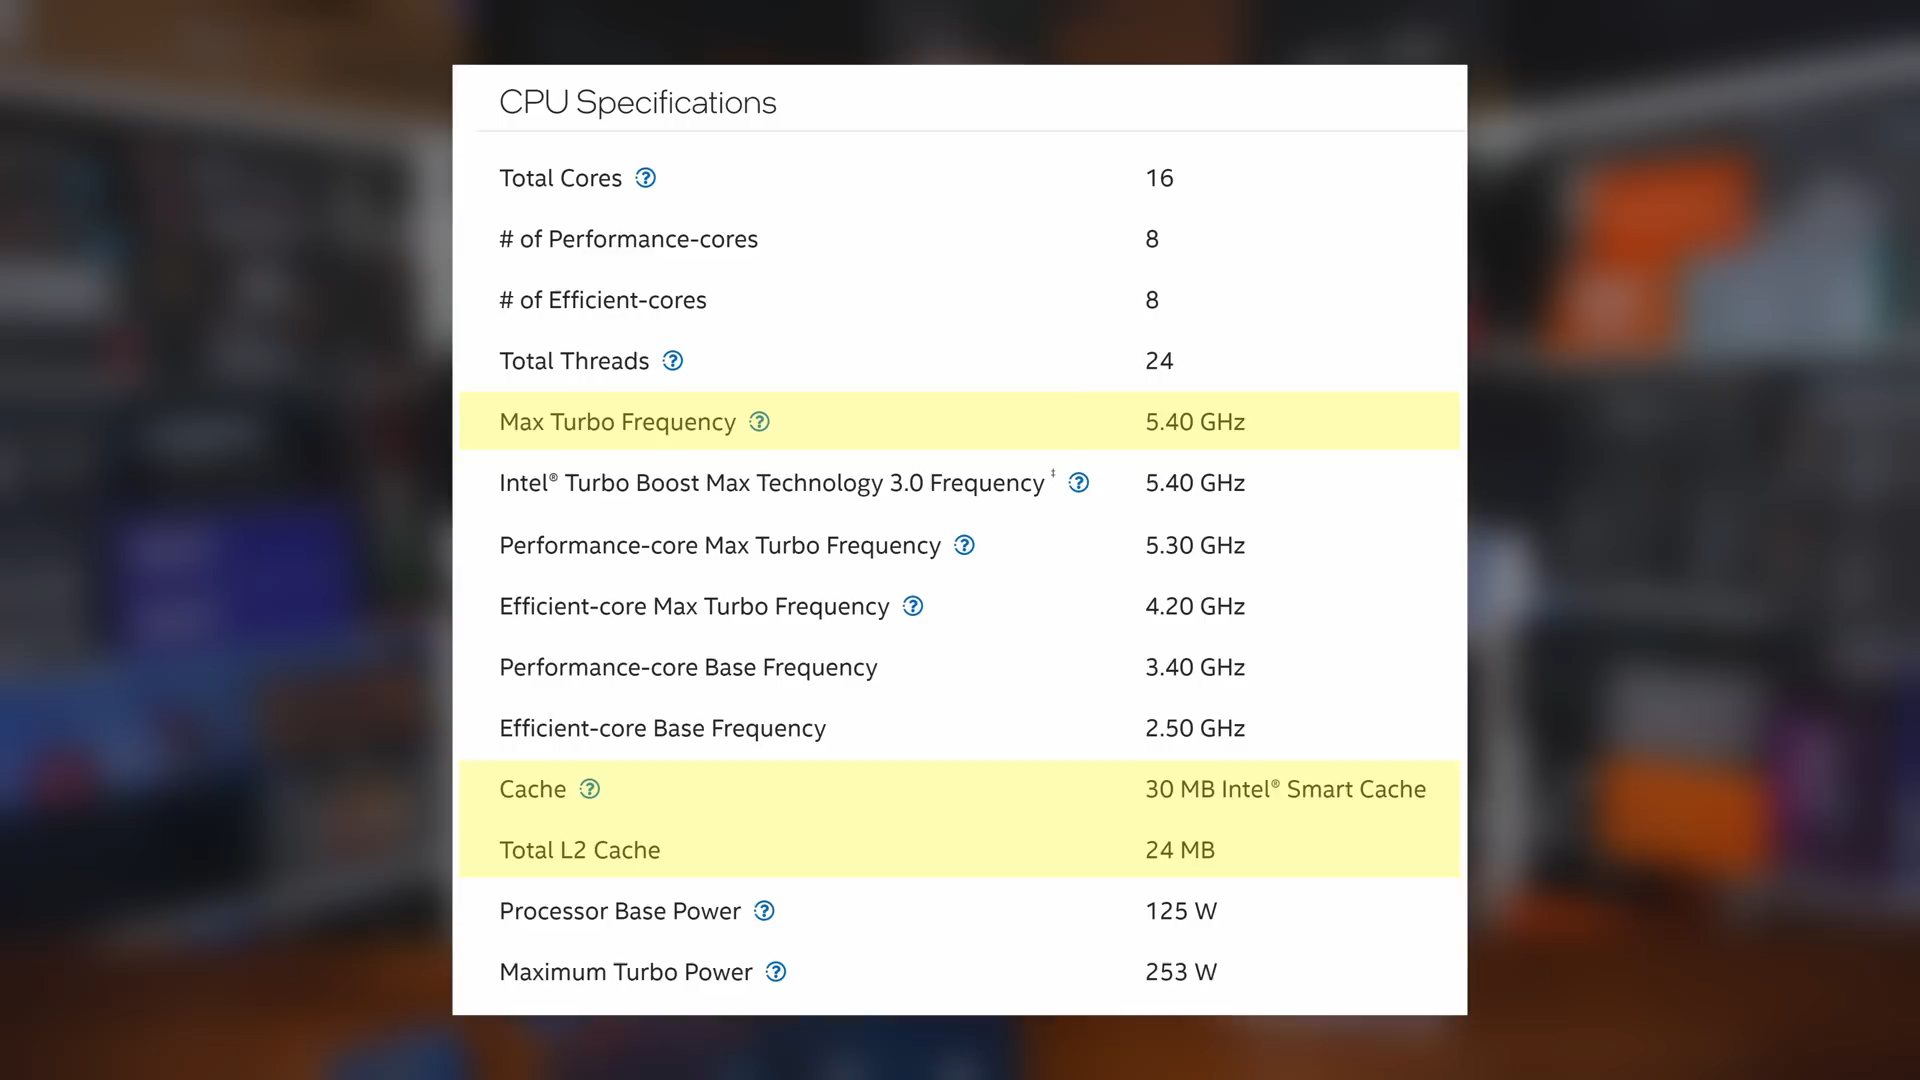 CPU Specifications
Total Cores ? 16
# of Performance-cores 8
# of Efficient-cores 8
Total Threads ? 24
Max Turbo Frequency ? 5.40 GHz
Intel® Turbo Boost Max Technology 3.0 Frequency ‡ ? 5.40 GHz
Performance-core Max Turbo Frequency ? 5.30 GHz
Efficient-core Max Turbo Frequency ? 4.20 GHz
Performance-core Base Frequency 3.40 GHz
Efficient-core Base Frequency 2.50 GHz
Cache ? 30 MB Intel® Smart Cache
Total L2 Cache 24 MB
Processor Base Power ? 125 W
Maximum Turbo Power ? 253 W